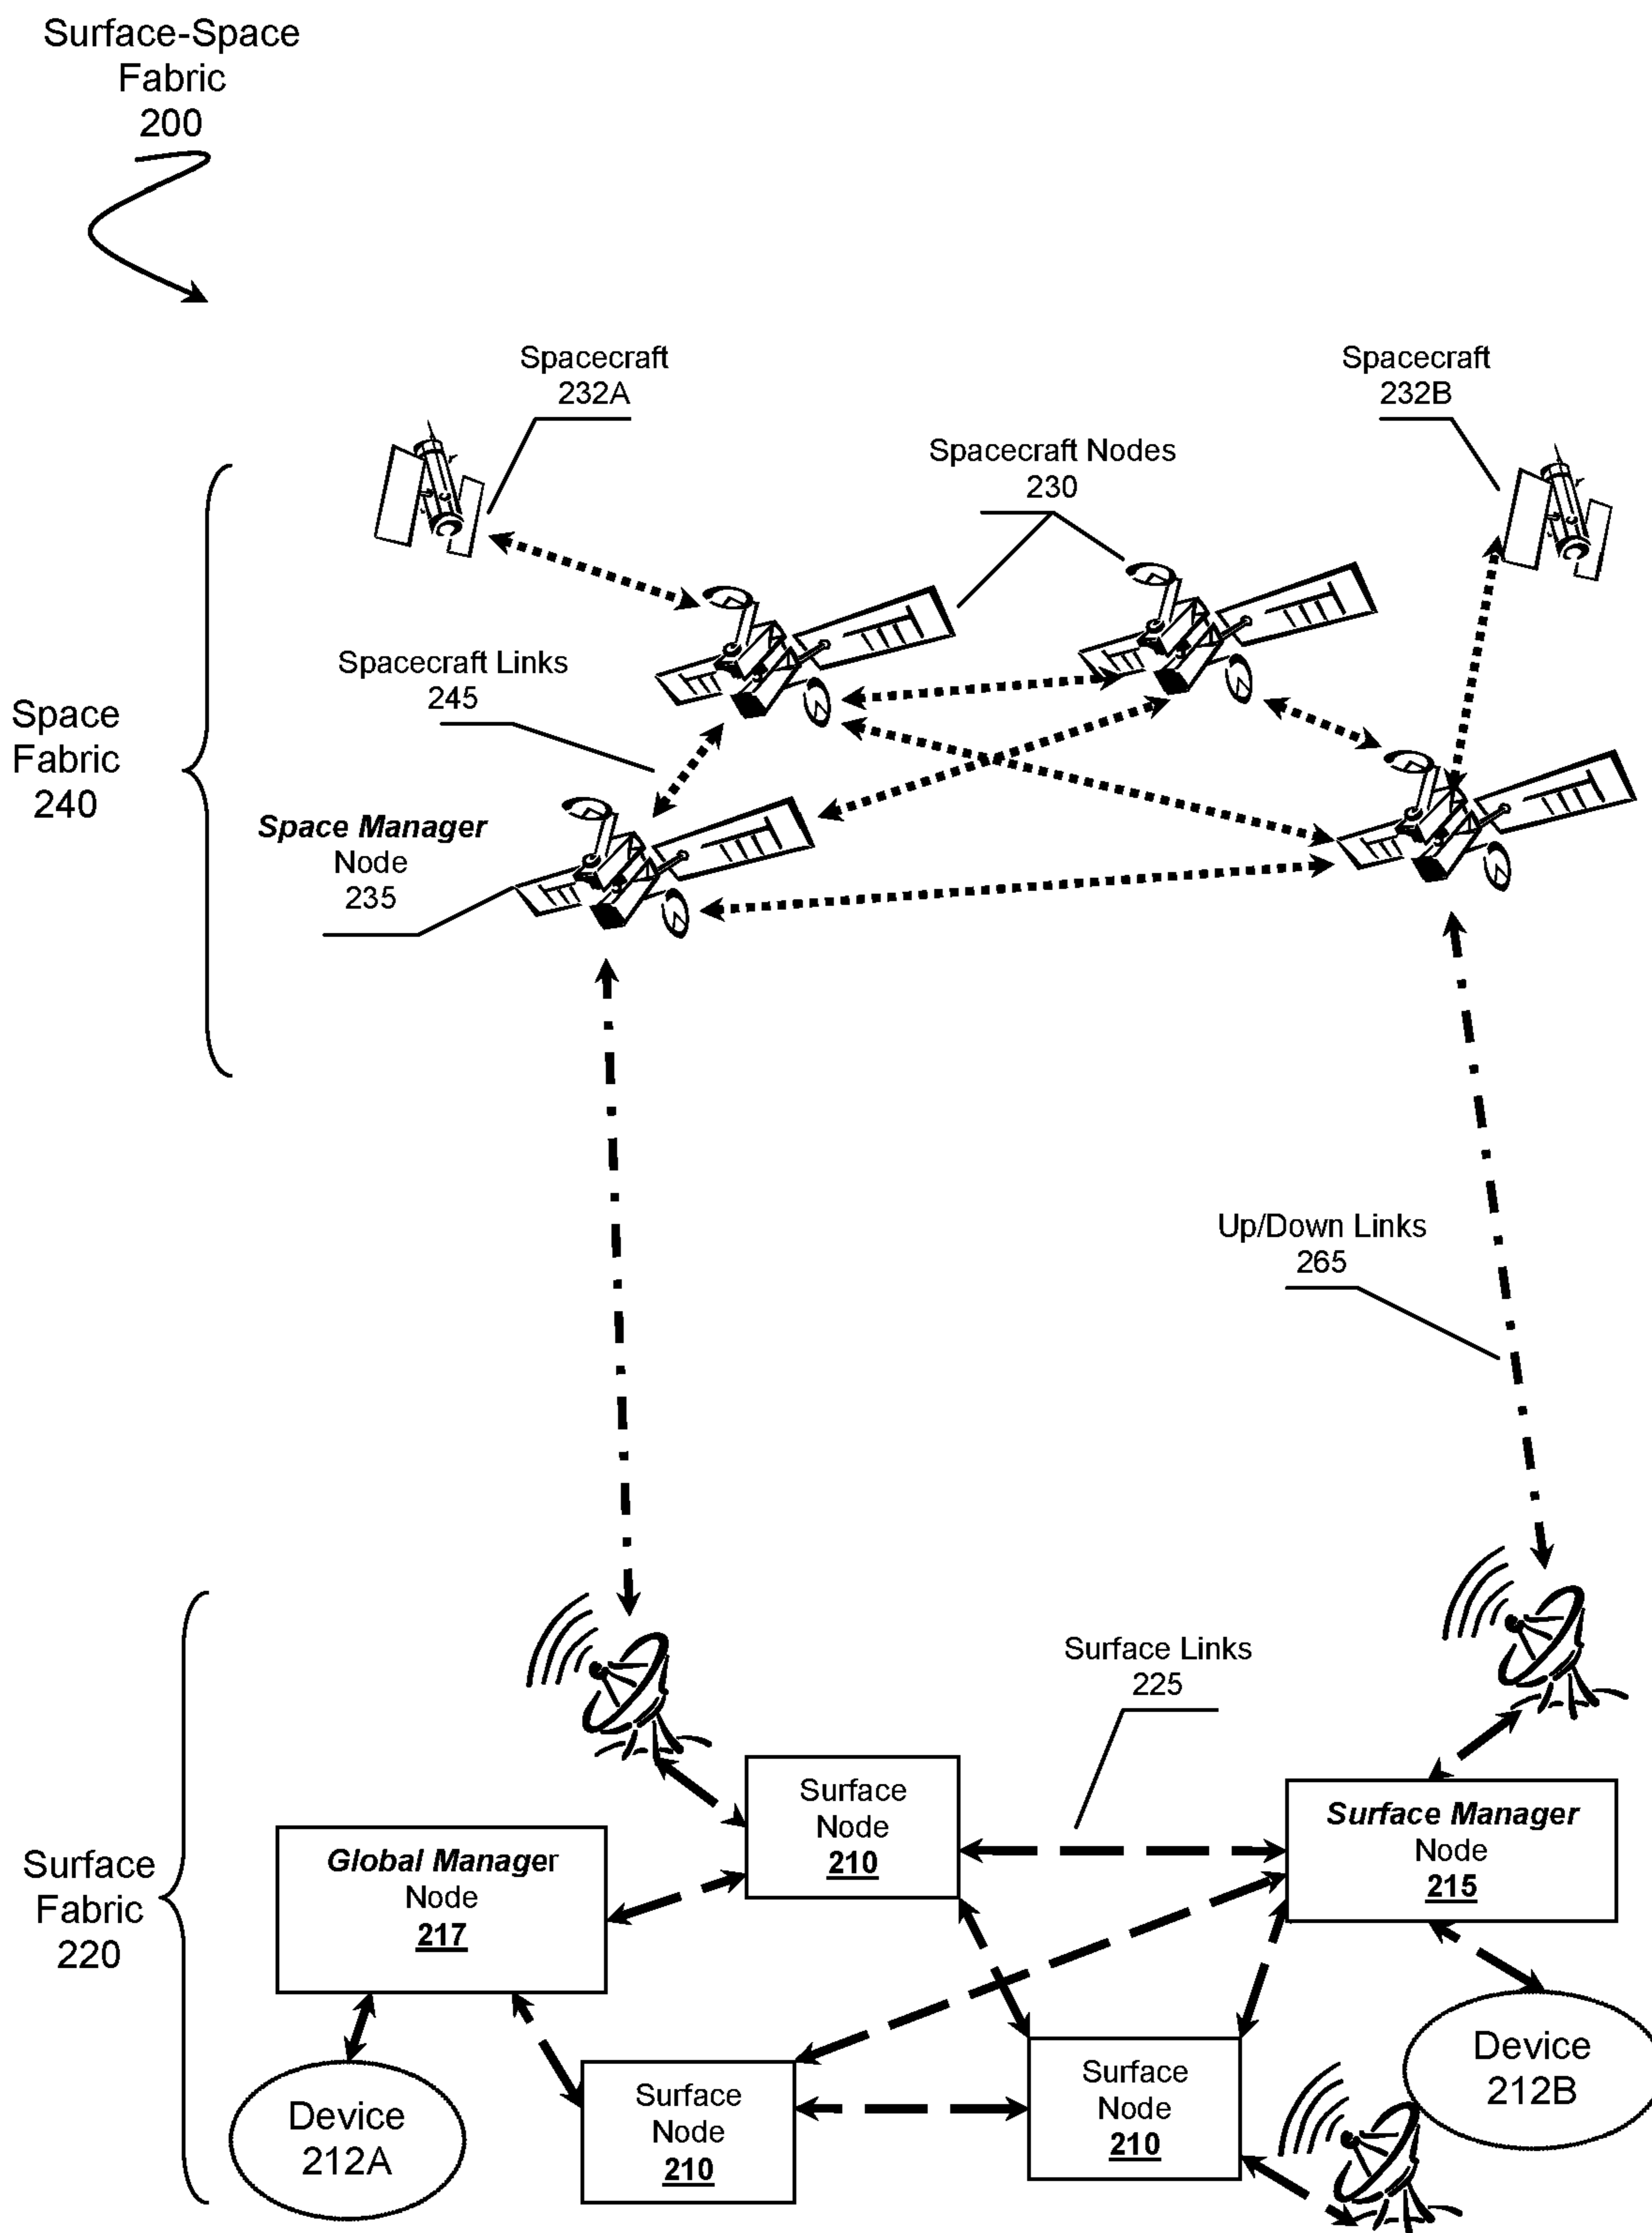 Surface-Space
Fabric
200
Spacecraft
232A
Spacecraft
232B
Spacecraft Nodes
230
Spacecraft Links
245
Space
Fabric
240
Space Manager
Node
235
Up/Down Links
265
Surface Links
225
Surface
Node
210
Surface Manager
Node
215
Global Manager
Node
217
Surface
Fabric
220
Device
212B
Surface
Node
210
Surface
Node
210
Device
212A